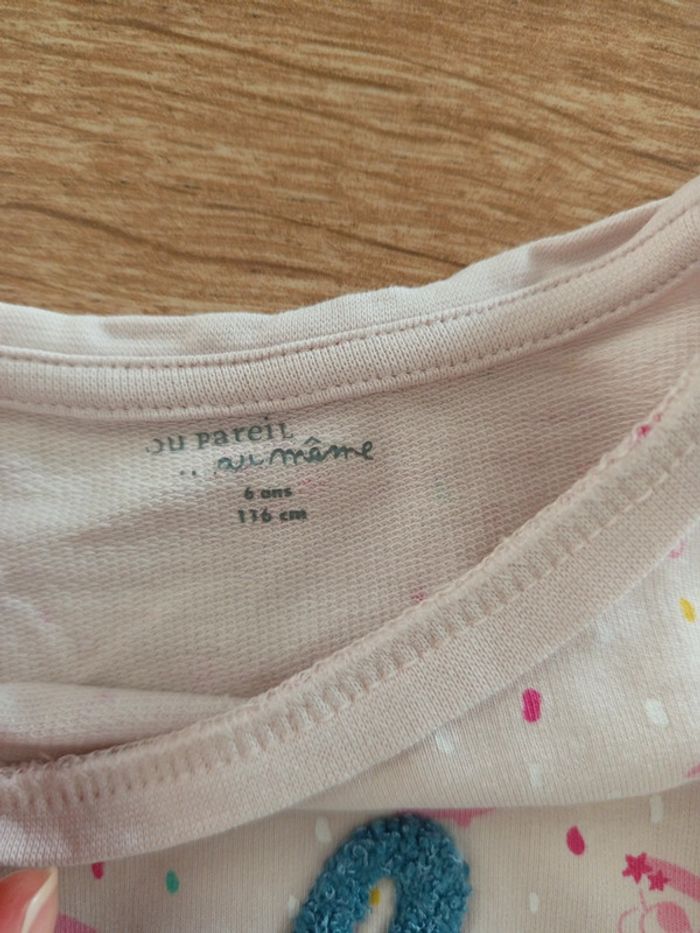 ou Pareil
.. au même
6 ans
116 cm